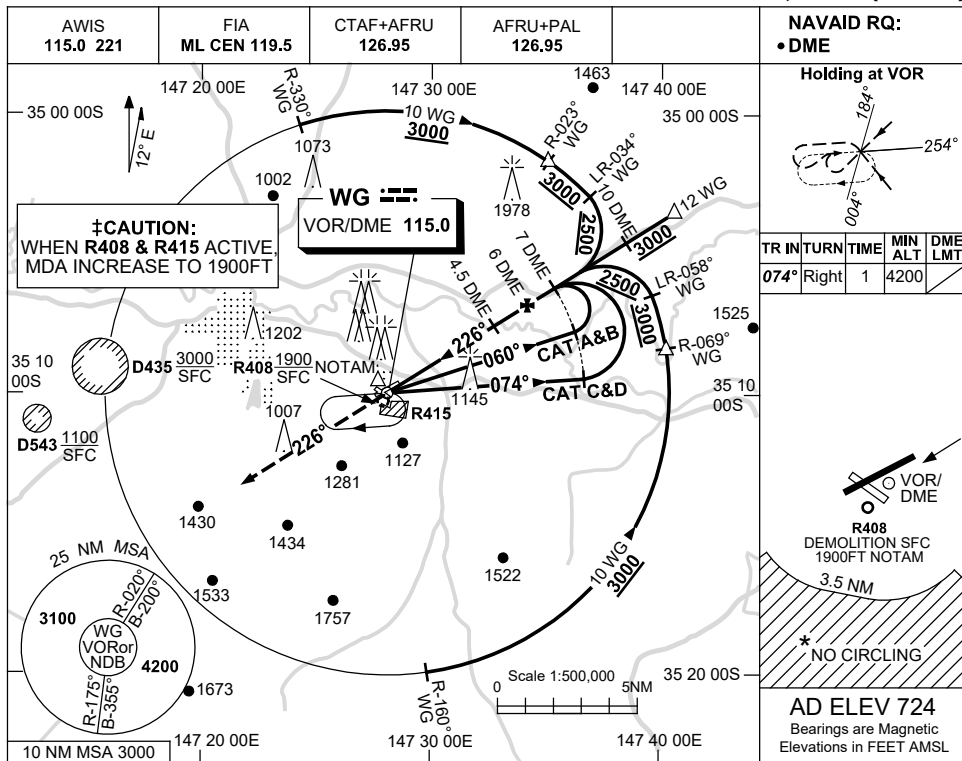 AWIS
115.0 221
FIA
ML CEN 119.5
CTAF+AFRU
126.95
AFRU+PAL
126.95
NAVAID RQ:
• DME
147 20 00E
147 30 00E
1463
147 40 00E
35 00 00S
35 00 00S
12° E
R-330°
WG
10 WG
3000
R-023°
WG
LR-034°
10 WG
3000
2500
10 DME
12 WG
3000
1073
1002
WG
VOR/DME 115.0
1978
‡CAUTION:
WHEN R408 & R415 ACTIVE,
MDA INCREASE TO 1900FT
7 DME
6 DME
4.5 DME
2500
3000
LR-058°
WG
R-069°
WG
1525
226°
060°
CAT A&B
074°
CAT C&D
1202
1145
35 10
00S
35 10
00S
D435 3000
SFC
R408 1900
SFC NOTAM
R415
D543 1100
SFC
1007
226°
1127
1281
1430
1434
1533
1757
1522
10 WG
3000
25 NM MSA
R-020°
B-200°
3100
WG
VORor
NDB
4200
R-175°
B-355°
1673
R-160°
WG
Scale 1:500,000
0
5NM
35 20 00S
35 20 00S
10 NM MSA 3000
147 20 00E
147 30 00E
147 40 00E
Holding at VOR
184°
254°
004°
TR IN TURN TIME MIN ALT DME LMT
074° Right 1 4200
VOR/
DME
R408
DEMOLITION SFC
1900FT NOTAM
3.5 NM
* NO CIRCLING
AD ELEV 724
Bearings are Magnetic
Elevations in FEET AMSL